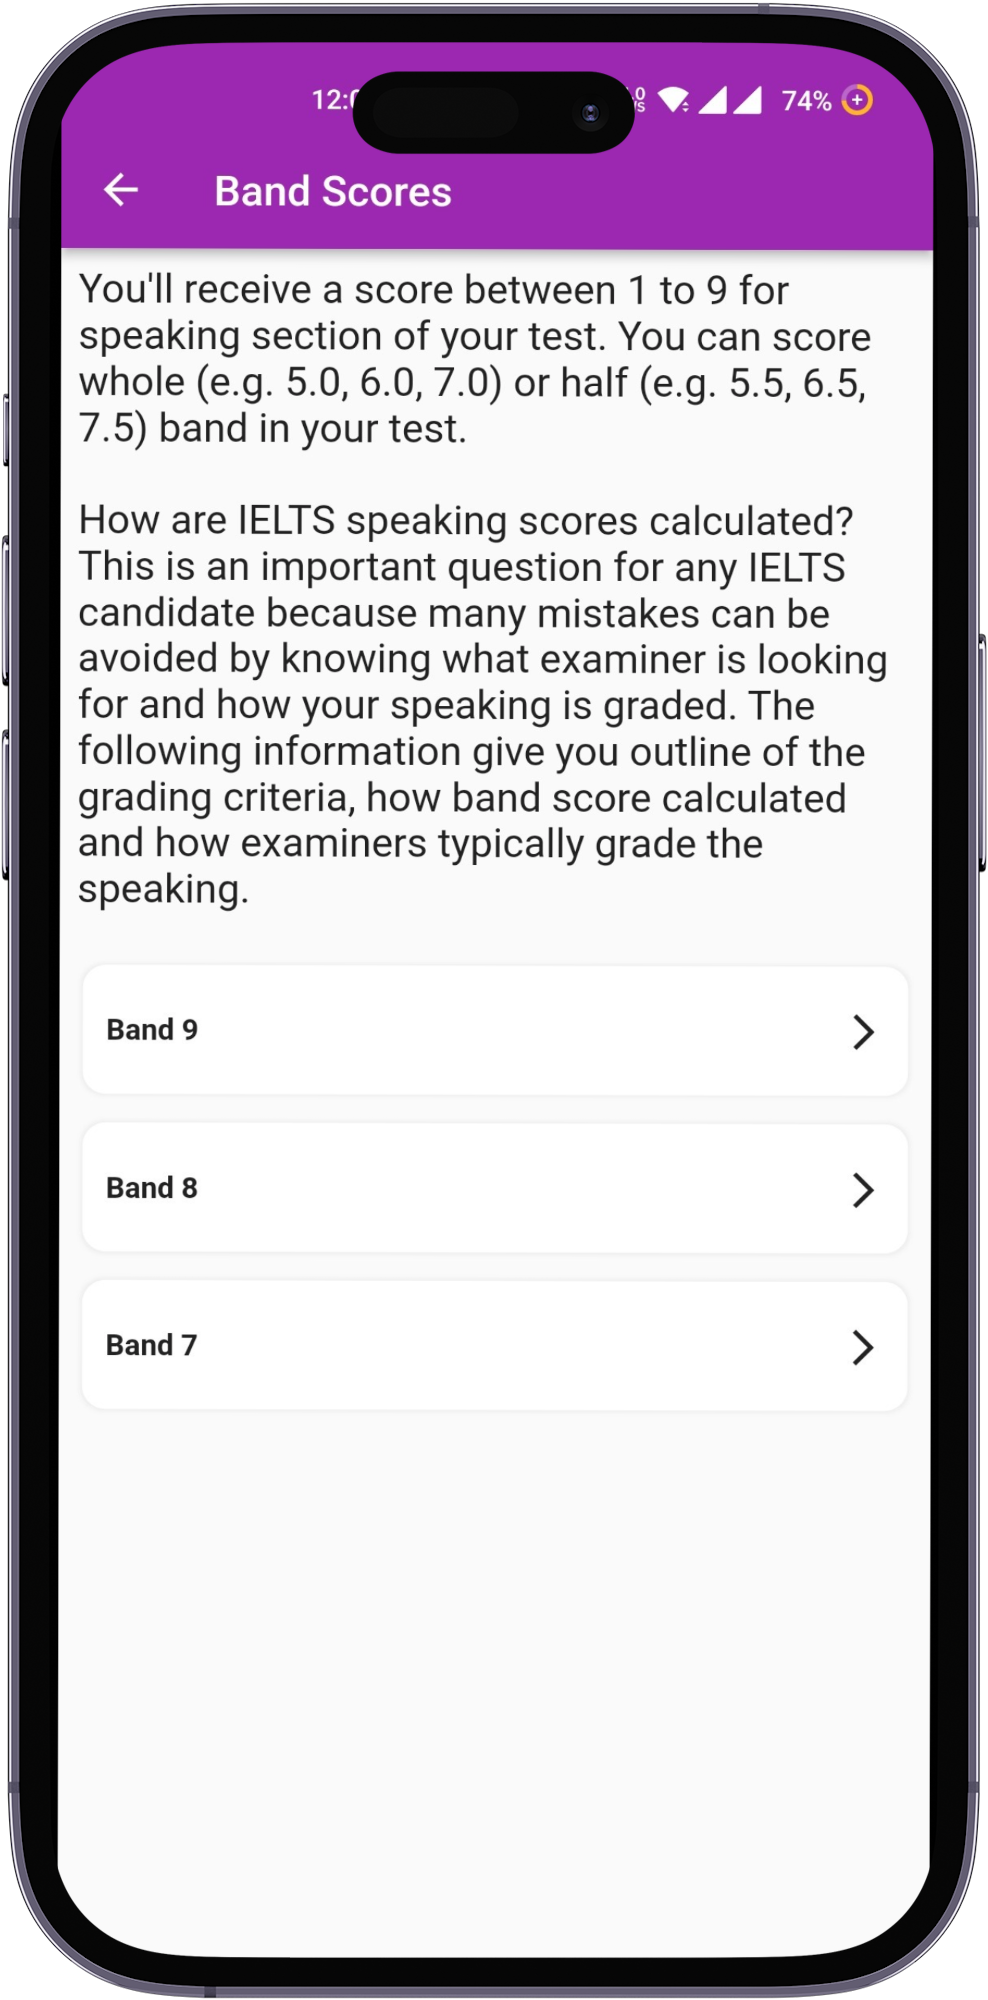 74%
Band Scores
You'll receive a score between 1 to 9 for
speaking section of your test. You can score
whole (e.g. 5.0, 6.0, 7.0) or half (e.g. 5.5, 6.5,
7.5) band in your test.
How are IELTS speaking scores calculated?
This is an important question for any IELTS
candidate because many mistakes can be
avoided by knowing what examiner is looking
for and how your speaking is graded. The
following information give you outline of the
grading criteria, how band score calculated
and how examiners typically grade the
speaking.
Band 9
Band 8
Band 7